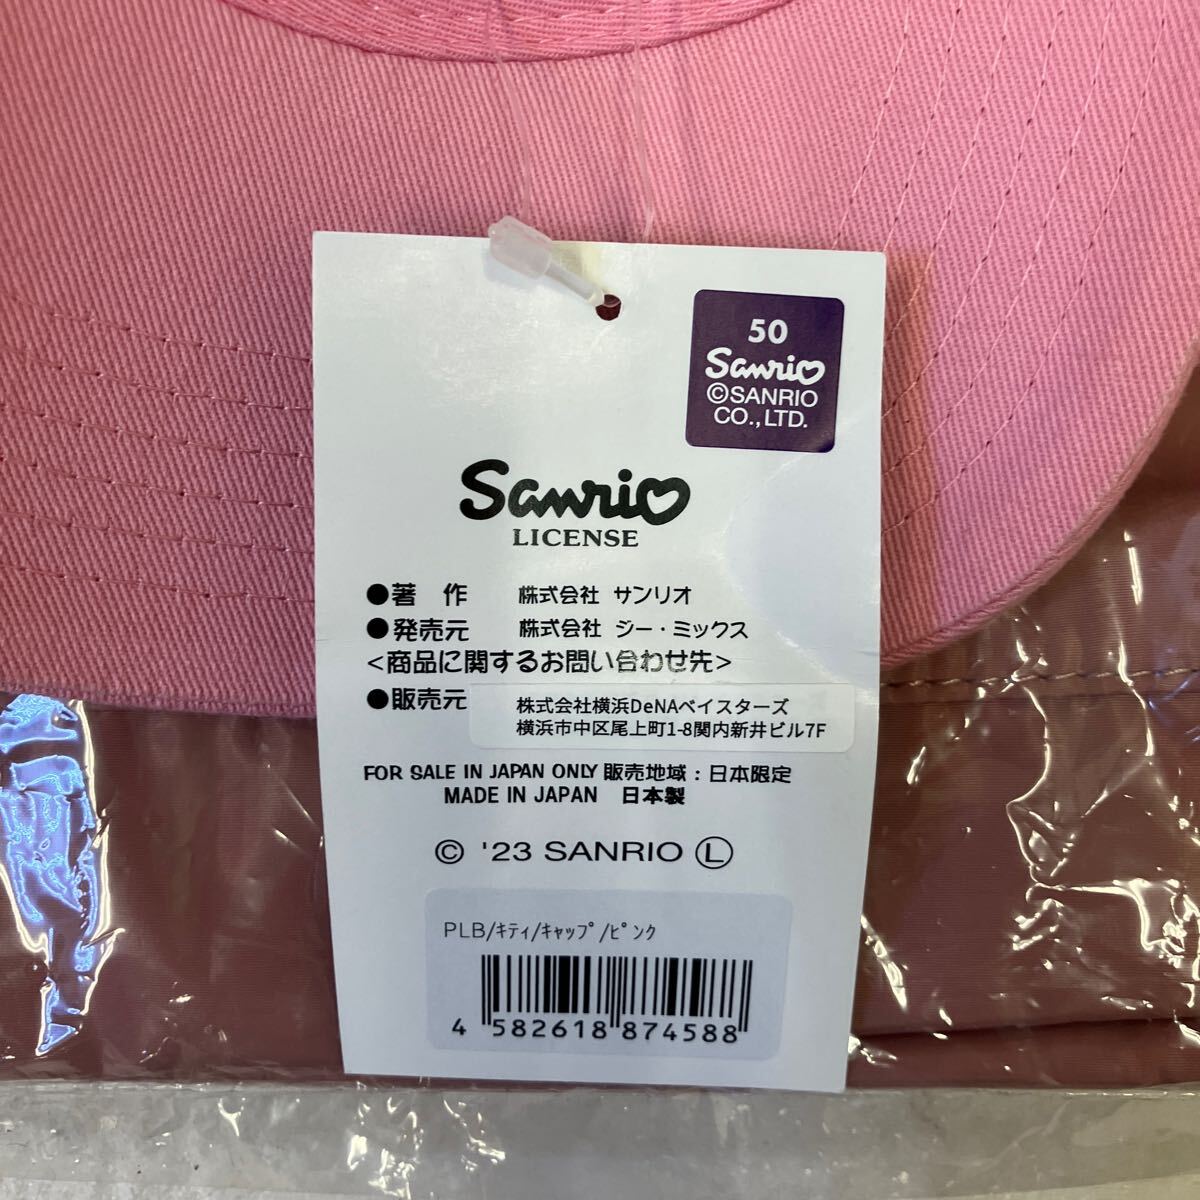 50
Sanrio
©SANRIO
CO.,LTD.
Sanrio
LICENSE
●著 作 株式会社 サンリオ
●発売元 株式会社 ジー・ミックス
<商品に関するお問い合わせ先>
●販売元 株式会社横浜DeNAベイスターズ
横浜市中区尾上町1-8関内新井ビル7F
FOR SALE IN JAPAN ONLY 販売地域：日本限定
MADE IN JAPAN 日本製
© '23 SANRIO Ⓛ
PLB/ｷﾃｨ/ｷｬｯﾌﾟ/ﾋﾟﾝｸ
4 582618 874588